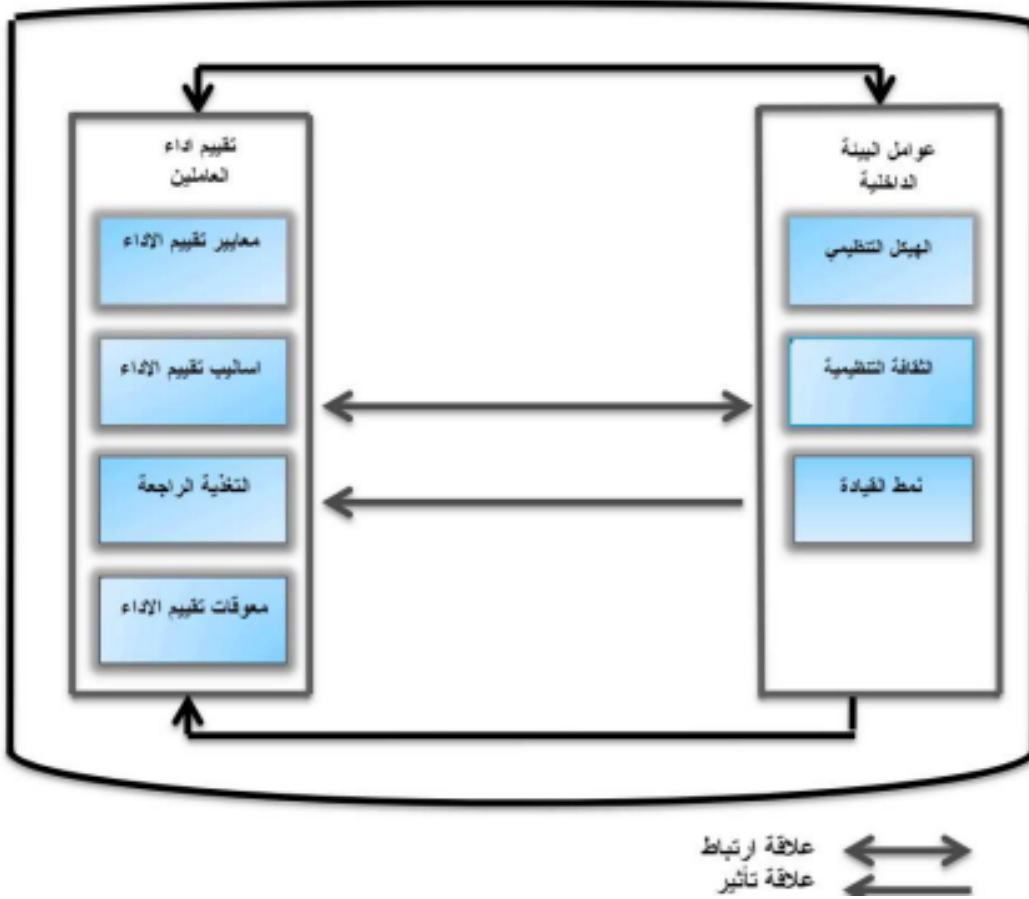 عوامل البيئة
الداخلية
الهيكل التنظيمي
الثقافة التنظيمية
نمط القيادة
تقييم اداء
العاملين
معايير تقييم الاداء
اساليب تقييم الاداء
التغذية الراجعة
معوقات تقييم الاداء
علاقة ارتباط
علاقة تأثير